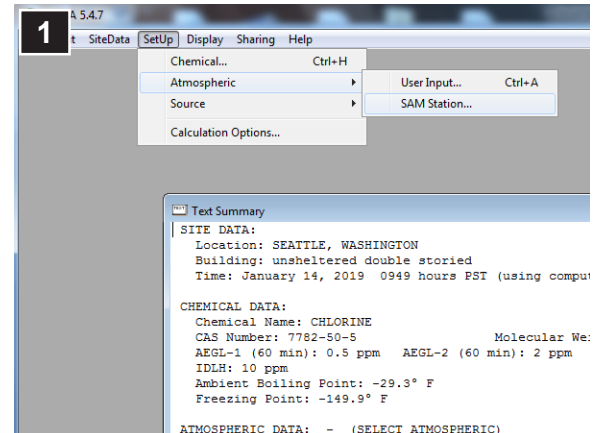 1
A 5.4.7
t SiteData SetUp Display Sharing Help
Chemical... Ctrl+H
Atmospheric
User Input... Ctrl+A
Source
SAM Station...
Calculation Options...
Text Summary
SITE DATA:
Location: SEATTLE, WASHINGTON
Building: unsheltered double storied
Time: January 14, 2019 0949 hours PST (using comput
CHEMICAL DATA:
Chemical Name: CHLORINE
CAS Number: 7782-50-5 Molecular Wei
AEGL-1 (60 min): 0.5 ppm AEGL-2 (60 min): 2 ppm
IDLH: 10 ppm
Ambient Boiling Point: -29.3° F
Freezing Point: -149.9° F
ATMOSPHERIC DATA: - (SELECT ATMOSPHERIC)